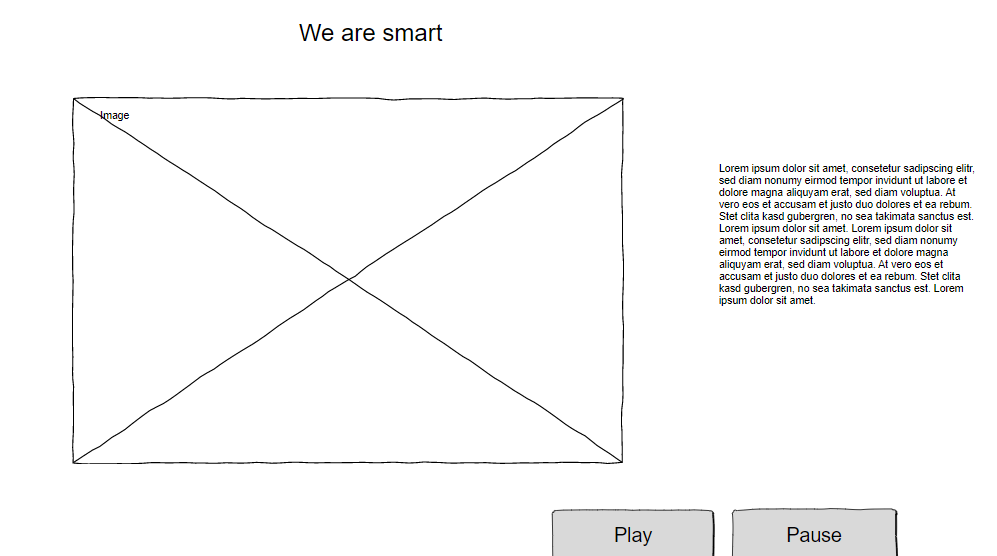 We are smart
Image
Lorem ipsum dolor sit amet, consetetur sadipscing elitr,
sed diam nonumy eirmod tempor invidunt ut labore et
dolore magna aliquyam erat, sed diam voluptua. At
vero eos et accusam et justo duo dolores et ea rebum.
Stet clita kasd gubergren, no sea takimata sanctus est.
Lorem ipsum dolor sit amet. Lorem ipsum dolor sit
amet, consetetur sadipscing elitr, sed diam nonumy
eirmod tempor invidunt ut labore et dolore magna
aliquyam erat, sed diam voluptua. At vero eos et
accusam et justo duo dolores et ea rebum. Stet clita
kasd gubergren, no sea takimata sanctus est. Lorem
ipsum dolor sit amet.
Play
Pause